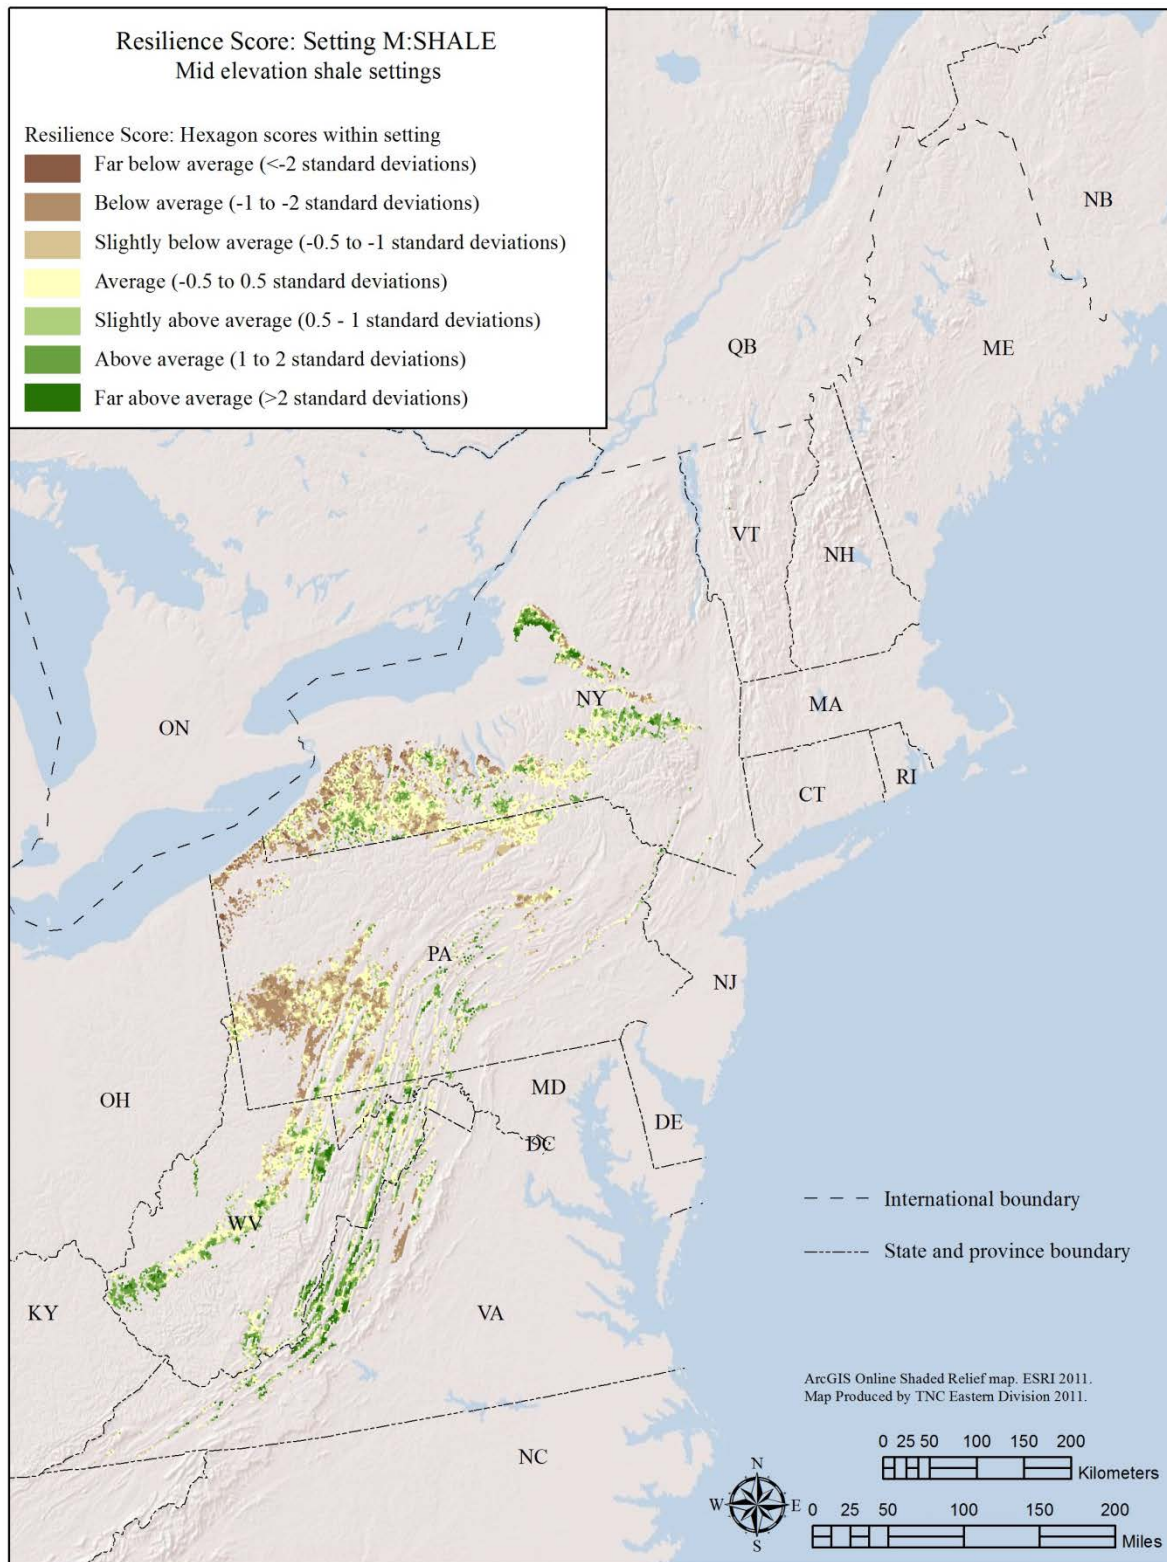 Resilience Score: Setting M:SHALE
Mid elevation shale settings
Resilience Score: Hexagon scores within setting
Far below average (<-2 standard deviations)
Below average (-1 to -2 standard deviations)
Slightly below average (-0.5 to -1 standard deviations)
Average (-0.5 to 0.5 standard deviations)
Slightly above average (0.5 - 1 standard deviations)
Above average (1 to 2 standard deviations)
Far above average (>2 standard deviations)
NB
QB
ME
VT
NH
NY
MA
ON
CT
RI
PA
NJ
OH
MD
DE
DC
WV
KY
VA
NC
International boundary
State and province boundary
ArcGIS Online Shaded Relief map. ESRI 2011.
Map Produced by TNC Eastern Division 2011.
0 25 50 100 150 200
Kilometers
N
W E
S
0 25 50 100 150 200
Miles